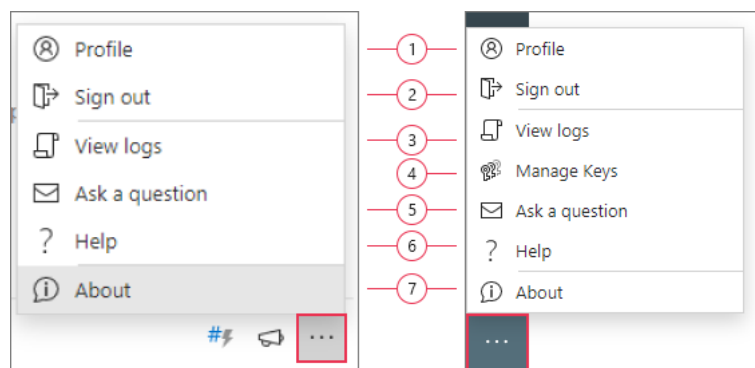 Profile
Sign out
View logs
Ask a question
? Help
About
#
...
1
2
3
4
5
6
7
Profile
Sign out
View logs
Manage Keys
Ask a question
? Help
About
...